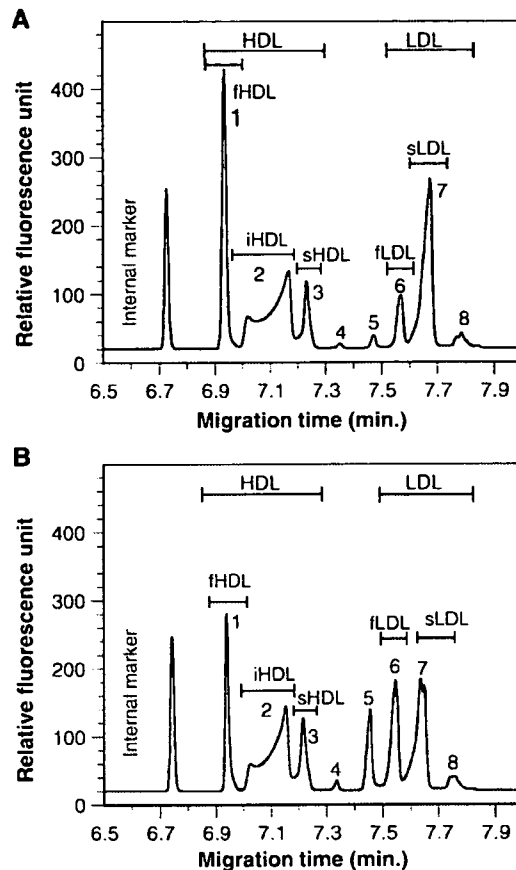 A
HDL
LDL
fHDL
1
sLDL
7
iHDL
2
sHDL
3
fLDL
6
4
5
8
Internal marker
Relative fluorescence unit
400
300
200
100
0
6.5 6.7 6.9 7.1 7.3 7.5 7.7 7.9
Migration time (min.)
B
HDL
LDL
fHDL
1
fLDL
sLDL
6
7
iHDL
2
sHDL
3
5
4
8
Internal marker
Relative fluorescence unit
400
300
200
100
0
6.5 6.7 6.9 7.1 7.3 7.5 7.7 7.9
Migration time (min.)